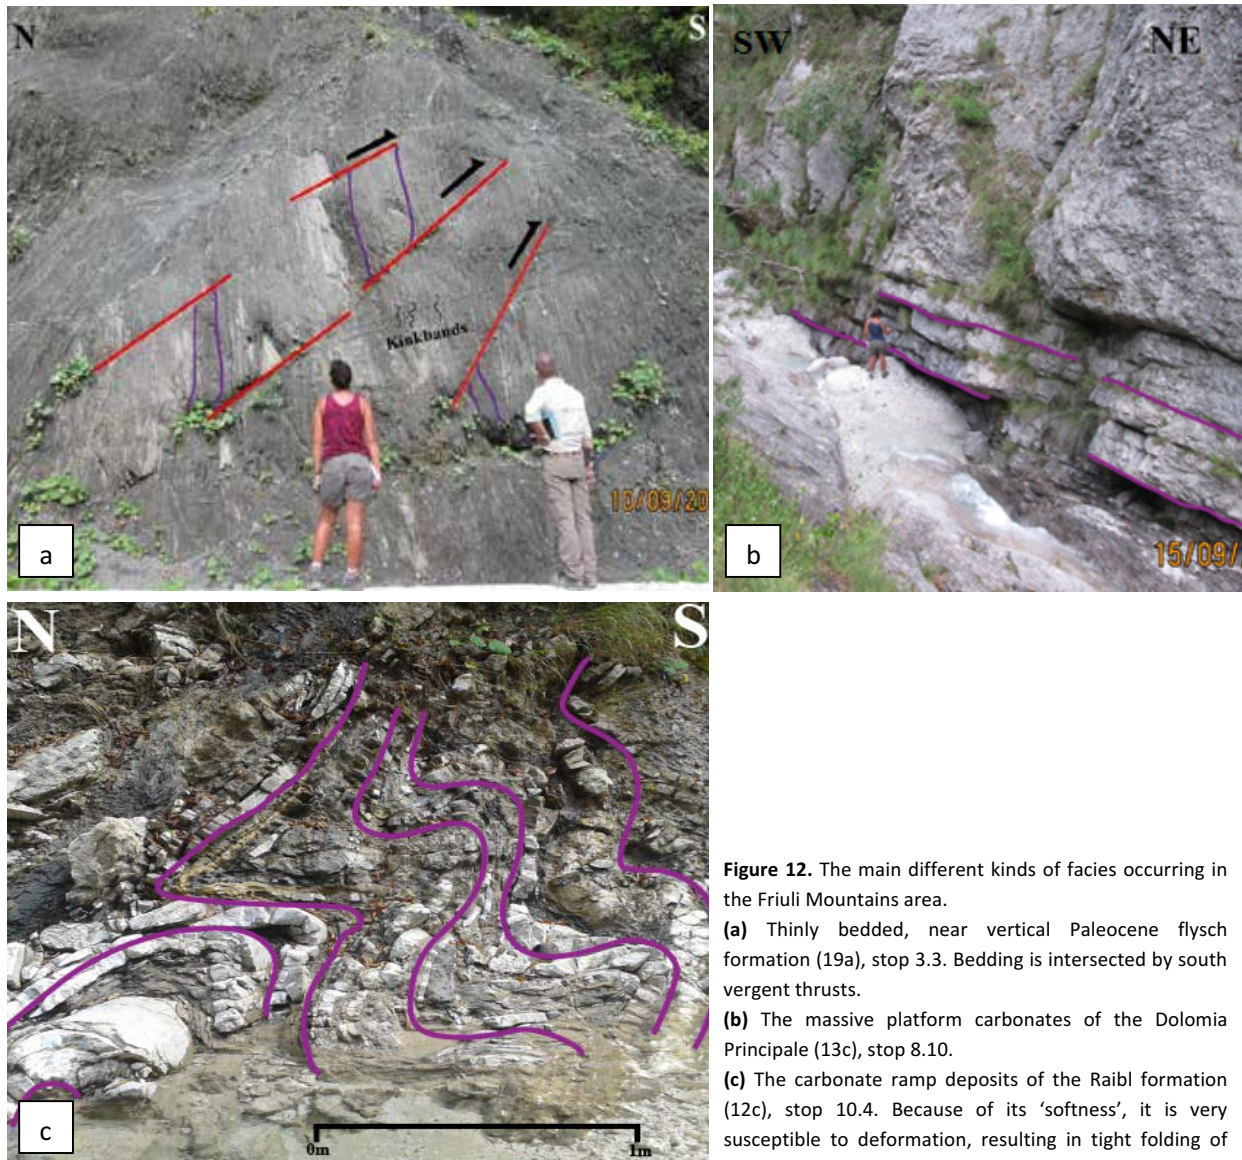 N
S
Kinkbands
10/09/20
a
SW
NE
15/09/
b
N
S
0m
1m
c
Figure 12. The main different kinds of facies occurring in
the Friuli Mountains area.
(a) Thinly bedded, near vertical Paleocene flysch
formation (19a), stop 3.3. Bedding is intersected by south
vergent thrusts.
(b) The massive platform carbonates of the Dolomia
Principale (13c), stop 8.10.
(c) The carbonate ramp deposits of the Raibl formation
(12c), stop 10.4. Because of its ‘softness’, it is very
susceptible to deformation, resulting in tight folding of